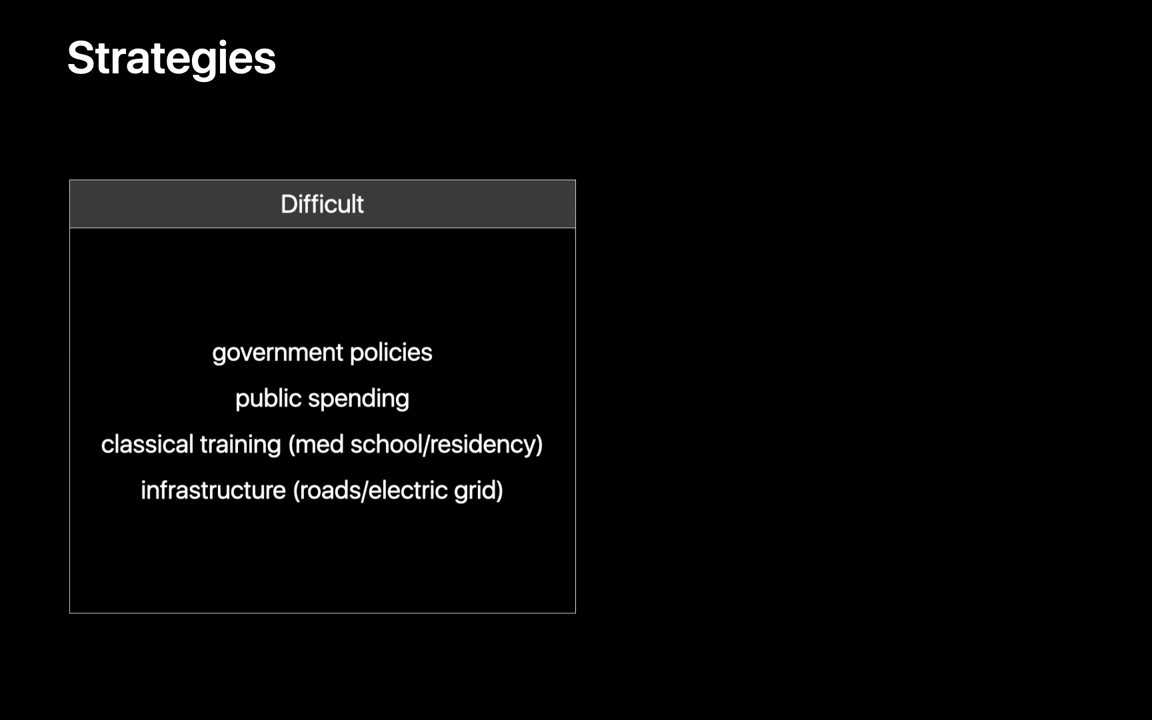 Strategies
Difficult
government policies
public spending
classical training (med school/residency)
infrastructure (roads/electric grid)